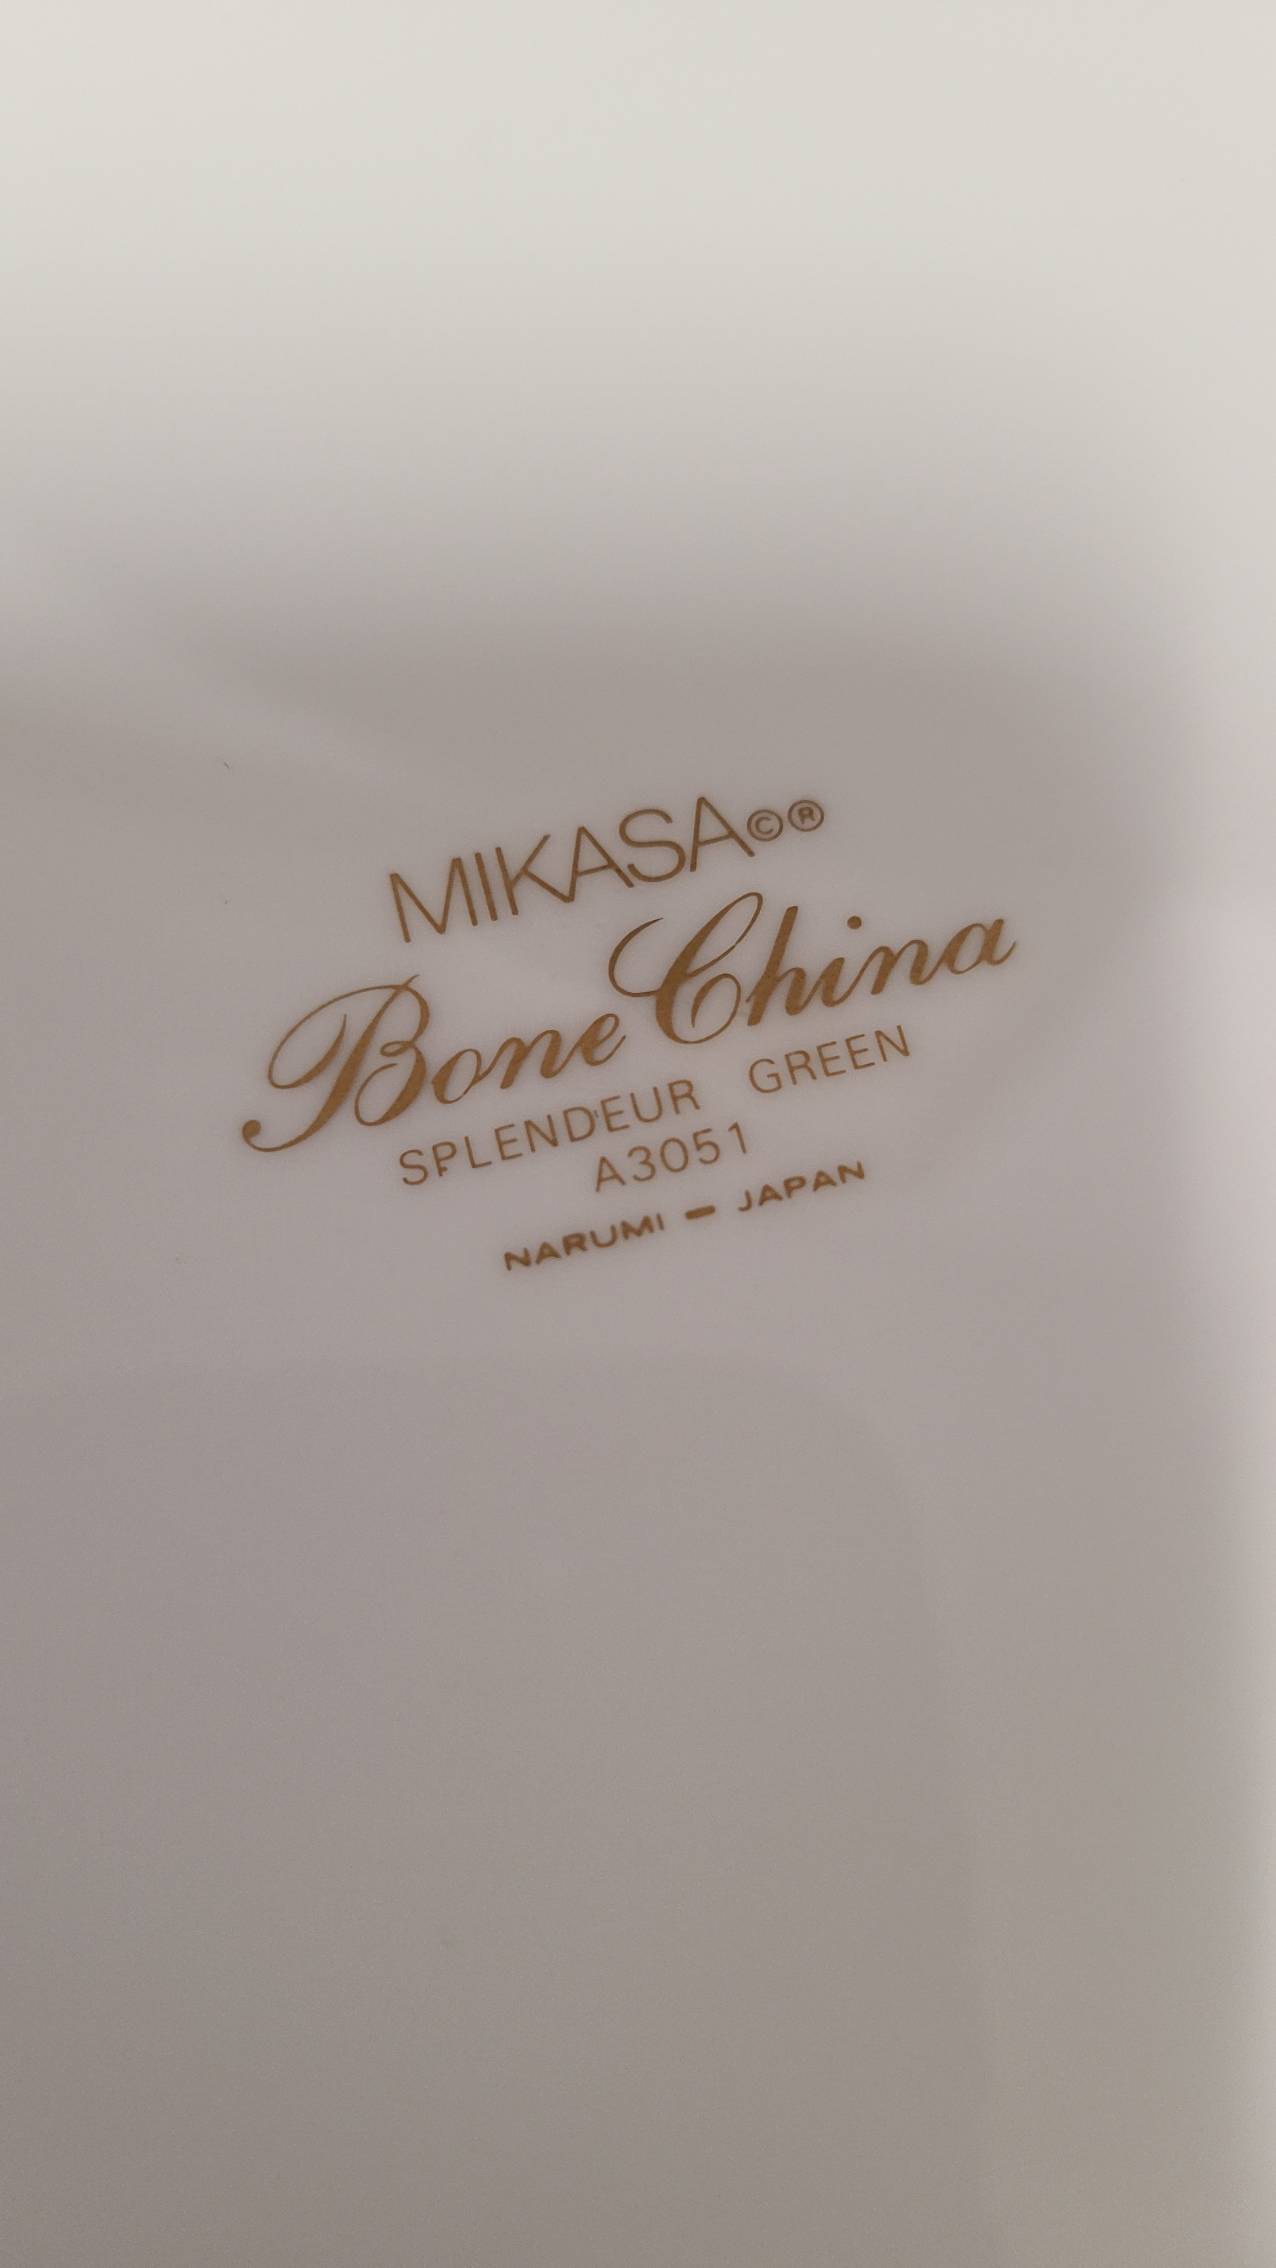 MIKASA©®
Bone China
SPLENDEUR GREEN
A3051
NARUMI – JAPAN